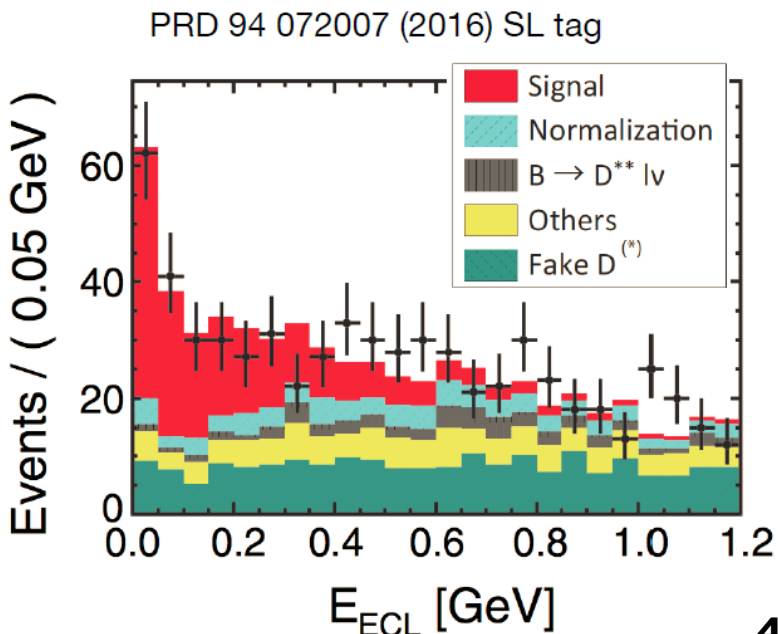 PRD 94 072007 (2016) SL tag
Events / ( 0.05 GeV )
60
40
20
0
Signal
Normalization
B → D** lν
Others
Fake D(*)
0.0 0.2 0.4 0.6 0.8 1.0 1.2
E_ECL [GeV]
4